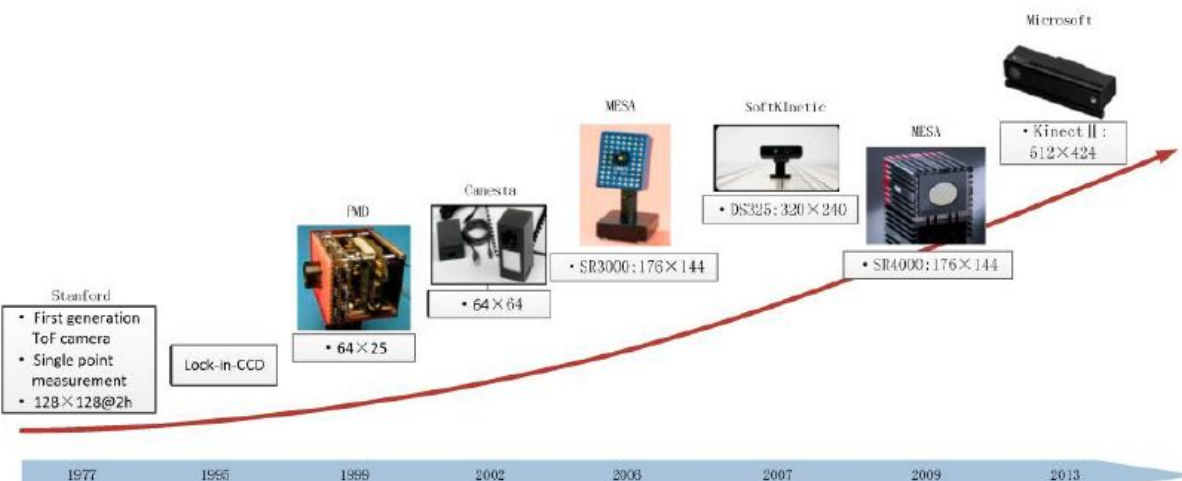 Stanford
• First generation
ToF camera
• Single point
measurement
• 128×128@2h
Lock-in-CCD
PMD
• 64×25
Canesta
• 64×64
MESA
• SR3000:176×144
SoftKInetic
• DS325:320×240
MESA
• SR4000:176×144
Microsoft
• KinectⅡ:
512×424
1977
1995
1999
2002
2006
2007
2009
2013